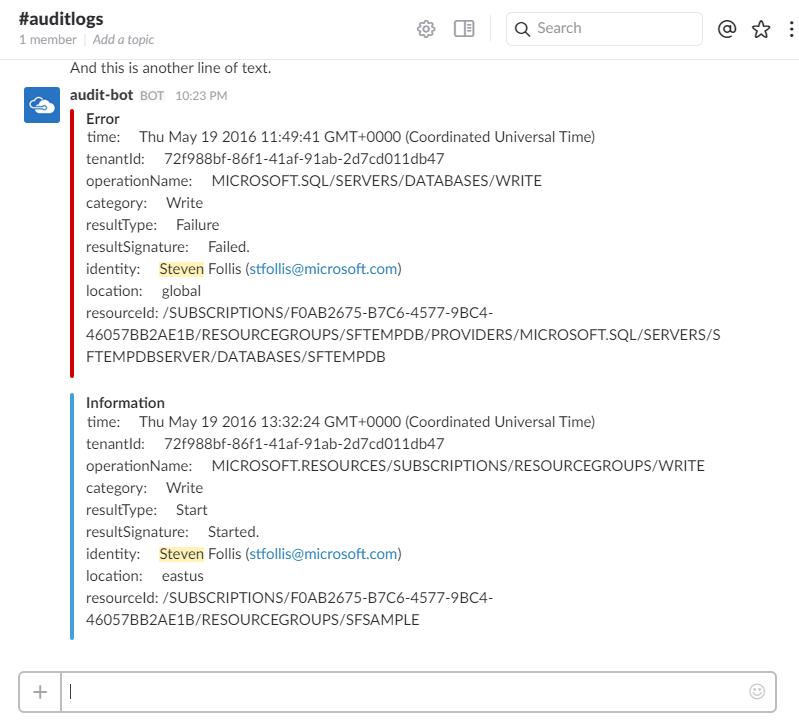 #auditlogs
1 member | Add a topic
Search
And this is another line of text.
audit-bot BOT 10:23 PM
Error
time: Thu May 19 2016 11:49:41 GMT+0000 (Coordinated Universal Time)
tenantId: 72f988bf-86f1-41af-91ab-2d7cd011db47
operationName: MICROSOFT.SQL/SERVERS/DATABASES/WRITE
category: Write
resultType: Failure
resultSignature: Failed.
identity: Steven Follis (stfollis@microsoft.com)
location: global
resourceId: /SUBSCRIPTIONS/F0AB2675-B7C6-4577-9BC4-
46057BB2AE1B/RESOURCEGROUPS/SFTEMPDB/PROVIDERS/MICROSOFT.SQL/SERVERS/S
FTEMPDBSERVER/DATABASES/SFTEMPDB
Information
time: Thu May 19 2016 13:32:24 GMT+0000 (Coordinated Universal Time)
tenantId: 72f988bf-86f1-41af-91ab-2d7cd011db47
operationName: MICROSOFT.RESOURCES/SUBSCRIPTIONS/RESOURCEGROUPS/WRITE
category: Write
resultType: Start
resultSignature: Started.
identity: Steven Follis (stfollis@microsoft.com)
location: eastus
resourceId: /SUBSCRIPTIONS/F0AB2675-B7C6-4577-9BC4-
46057BB2AE1B/RESOURCEGROUPS/SFSAMPLE